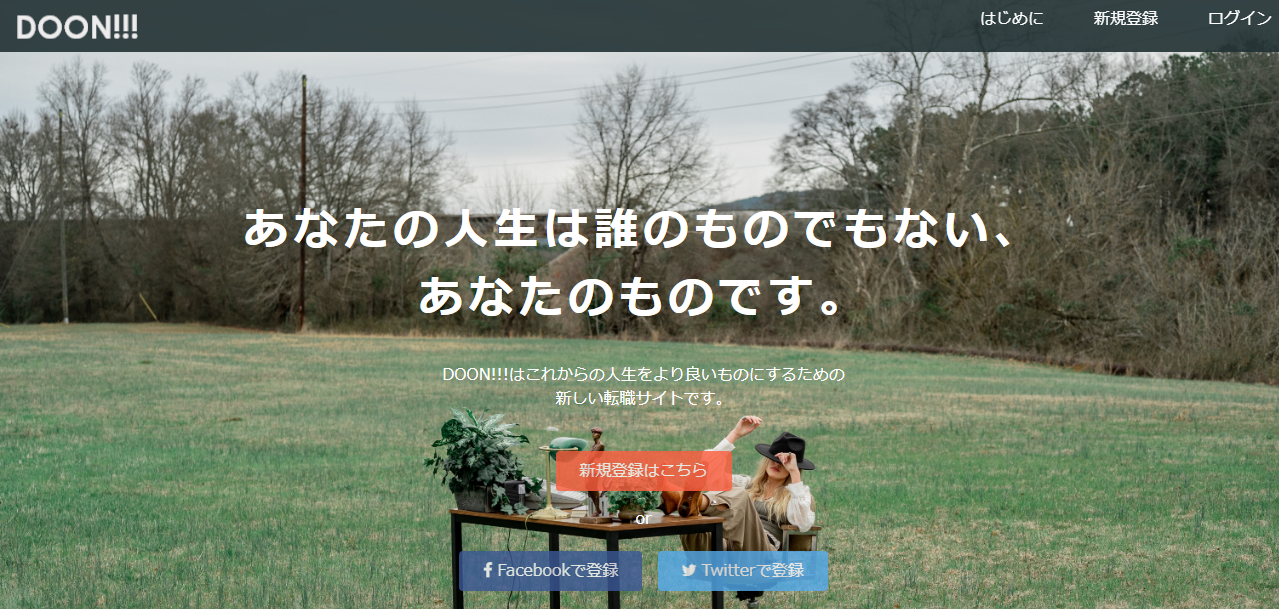 DOON!!!
はじめに
新規登録
ログイン
あなたの人生は誰のものでもない、
あなたのものです。
DOON!!!はこれからの人生をより良いものにするための
新しい転職サイトです。
新規登録はこちら
or
Facebookで登録
Twitterで登録